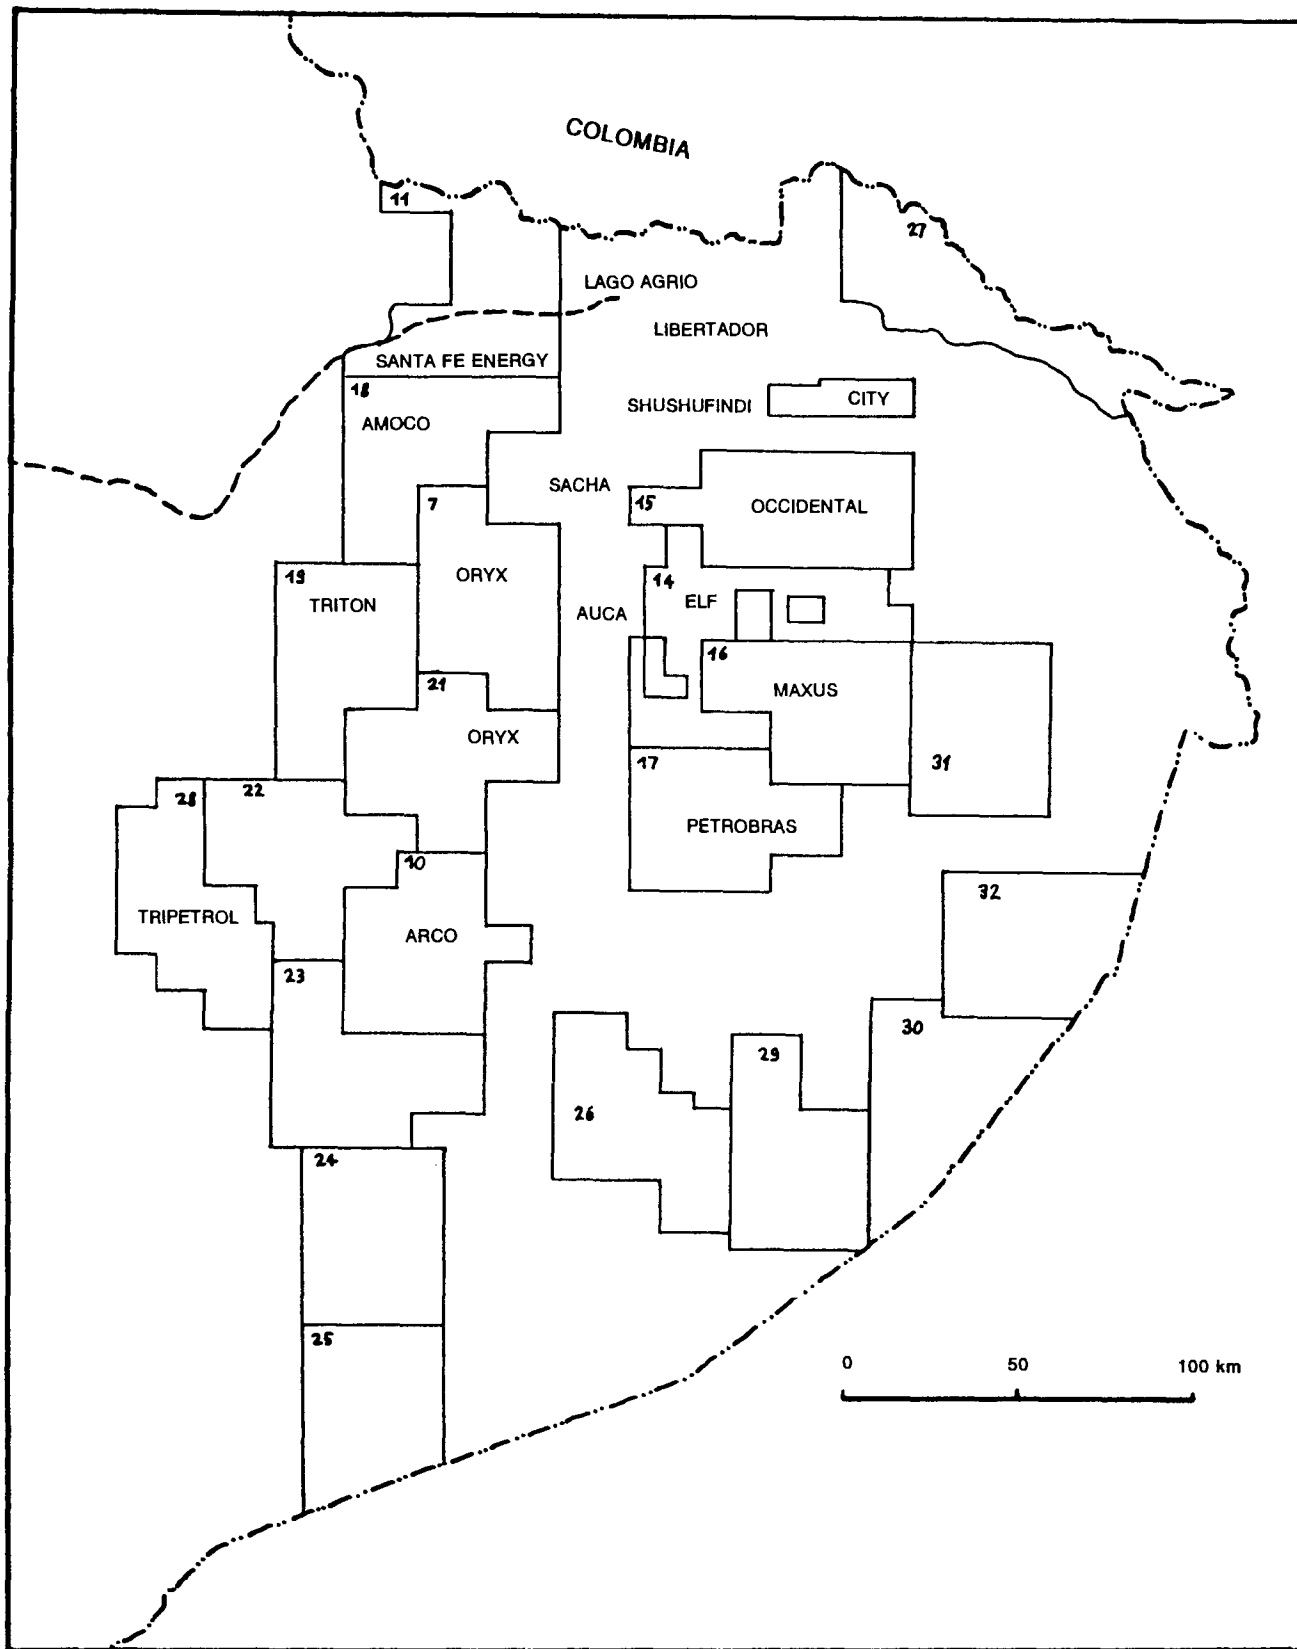 COLOMBIA
11
27
LAGO AGRIO
LIBERTADOR
SANTA FE ENERGY
18
SHUSHUFINDI
CITY
AMOCO
SACHA
7
15
OCCIDENTAL
19
ORYX
14
TRITON
AUCA
ELF
16
21
MAXUS
ORYX
17
31
28
22
PETROBRAS
10
32
TRIPETROL
ARCO
23
30
29
26
24
25
0 50 100 km